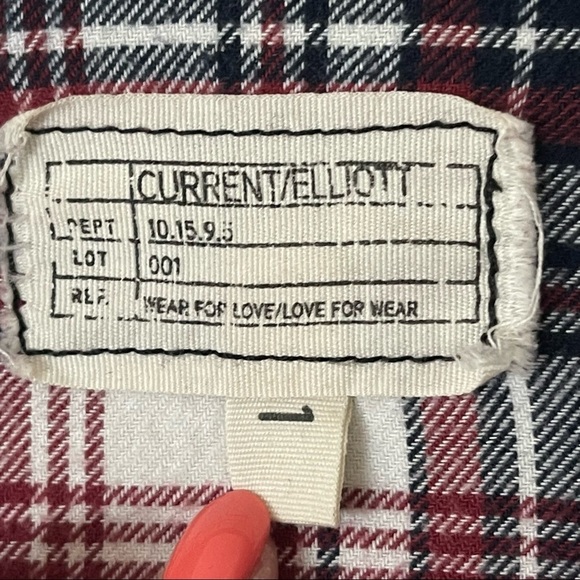 CURRENT/ELLIOTT
DEPT 10.15.9.5
LOT 001
REF. WEAR FOR LOVE/LOVE FOR WEAR
1